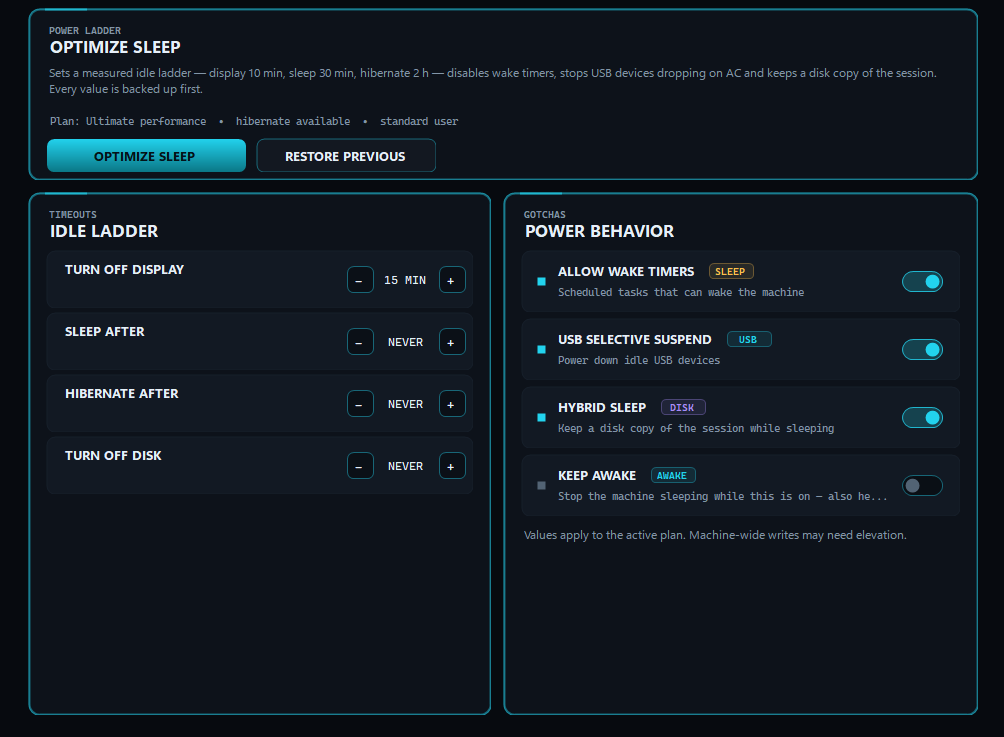 POWER LADDER
OPTIMIZE SLEEP
Sets a measured idle ladder — display 10 min, sleep 30 min, hibernate 2 h — disables wake timers, stops USB devices dropping on AC and keeps a disk copy of the session.
Every value is backed up first.
Plan: Ultimate performance • hibernate available • standard user
OPTIMIZE SLEEP
RESTORE PREVIOUS
TIMEOUTS
IDLE LADDER
TURN OFF DISPLAY
– 15 MIN +
SLEEP AFTER
– NEVER +
HIBERNATE AFTER
– NEVER +
TURN OFF DISK
– NEVER +
GOTCHAS
POWER BEHAVIOR
ALLOW WAKE TIMERS SLEEP
Scheduled tasks that can wake the machine
USB SELECTIVE SUSPEND USB
Power down idle USB devices
HYBRID SLEEP DISK
Keep a disk copy of the session while sleeping
KEEP AWAKE AWAKE
Stop the machine sleeping while this is on — also he...
Values apply to the active plan. Machine-wide writes may need elevation.